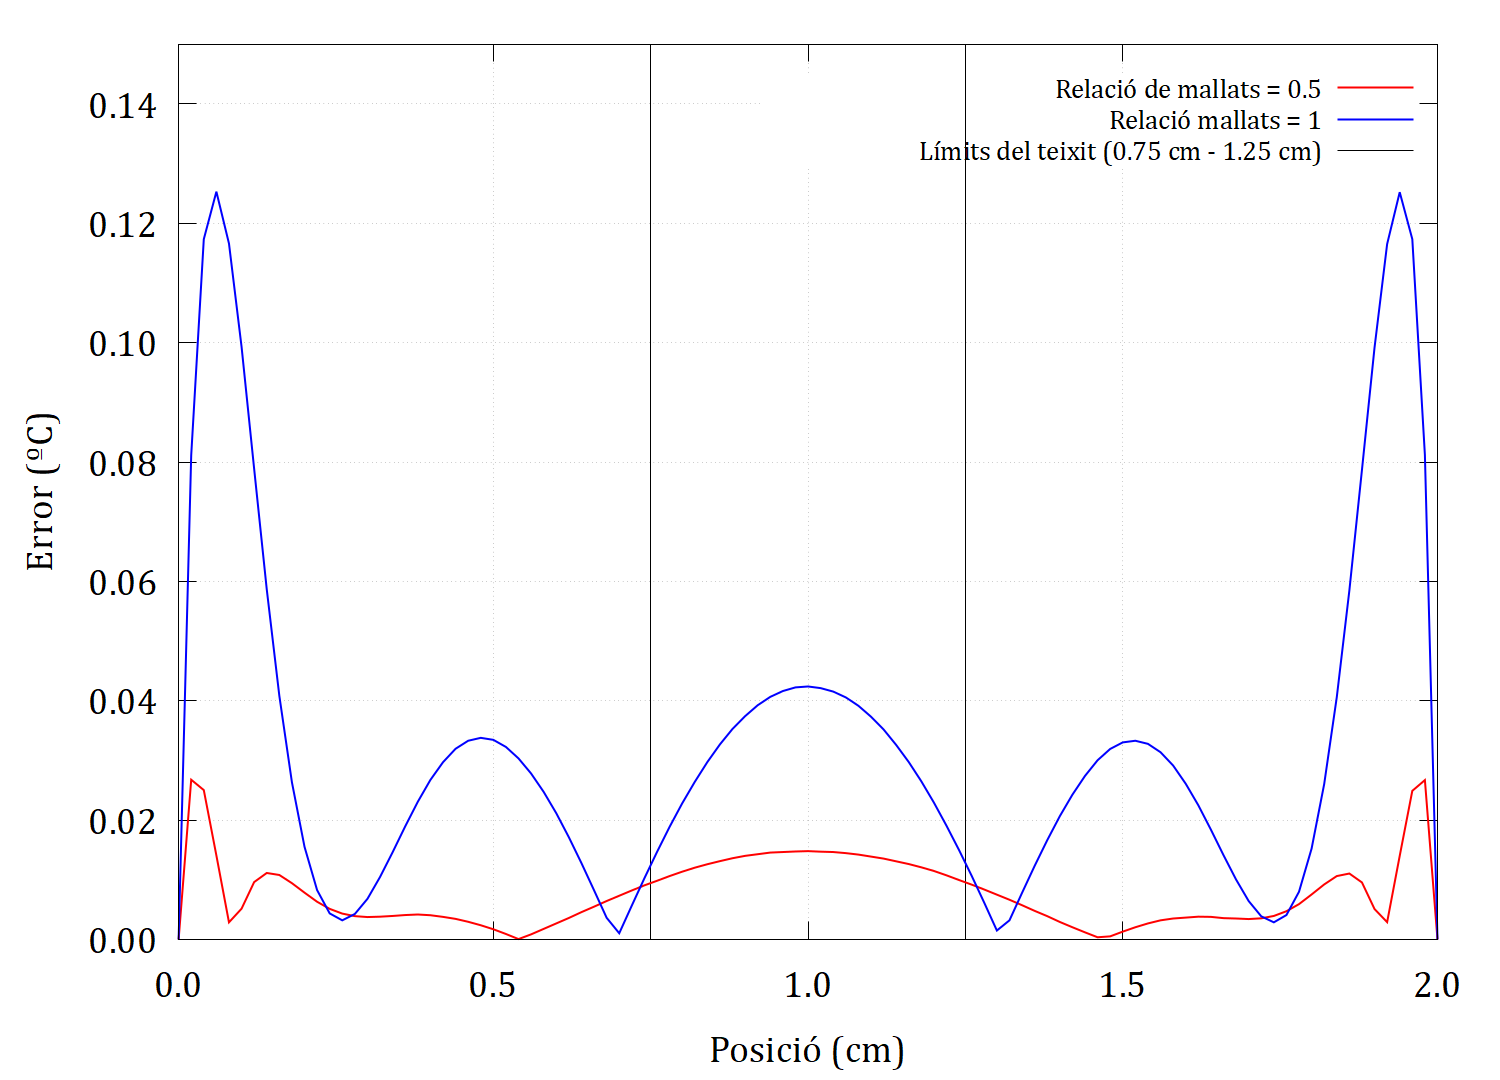 Relació de mallats = 0.5
Relació mallats = 1
Límits del teixit (0.75 cm - 1.25 cm)
0.14
0.12
0.10
0.08
0.06
0.04
0.02
0.00
Error (ºC)
0.0 0.5 1.0 1.5 2.0
Posició (cm)